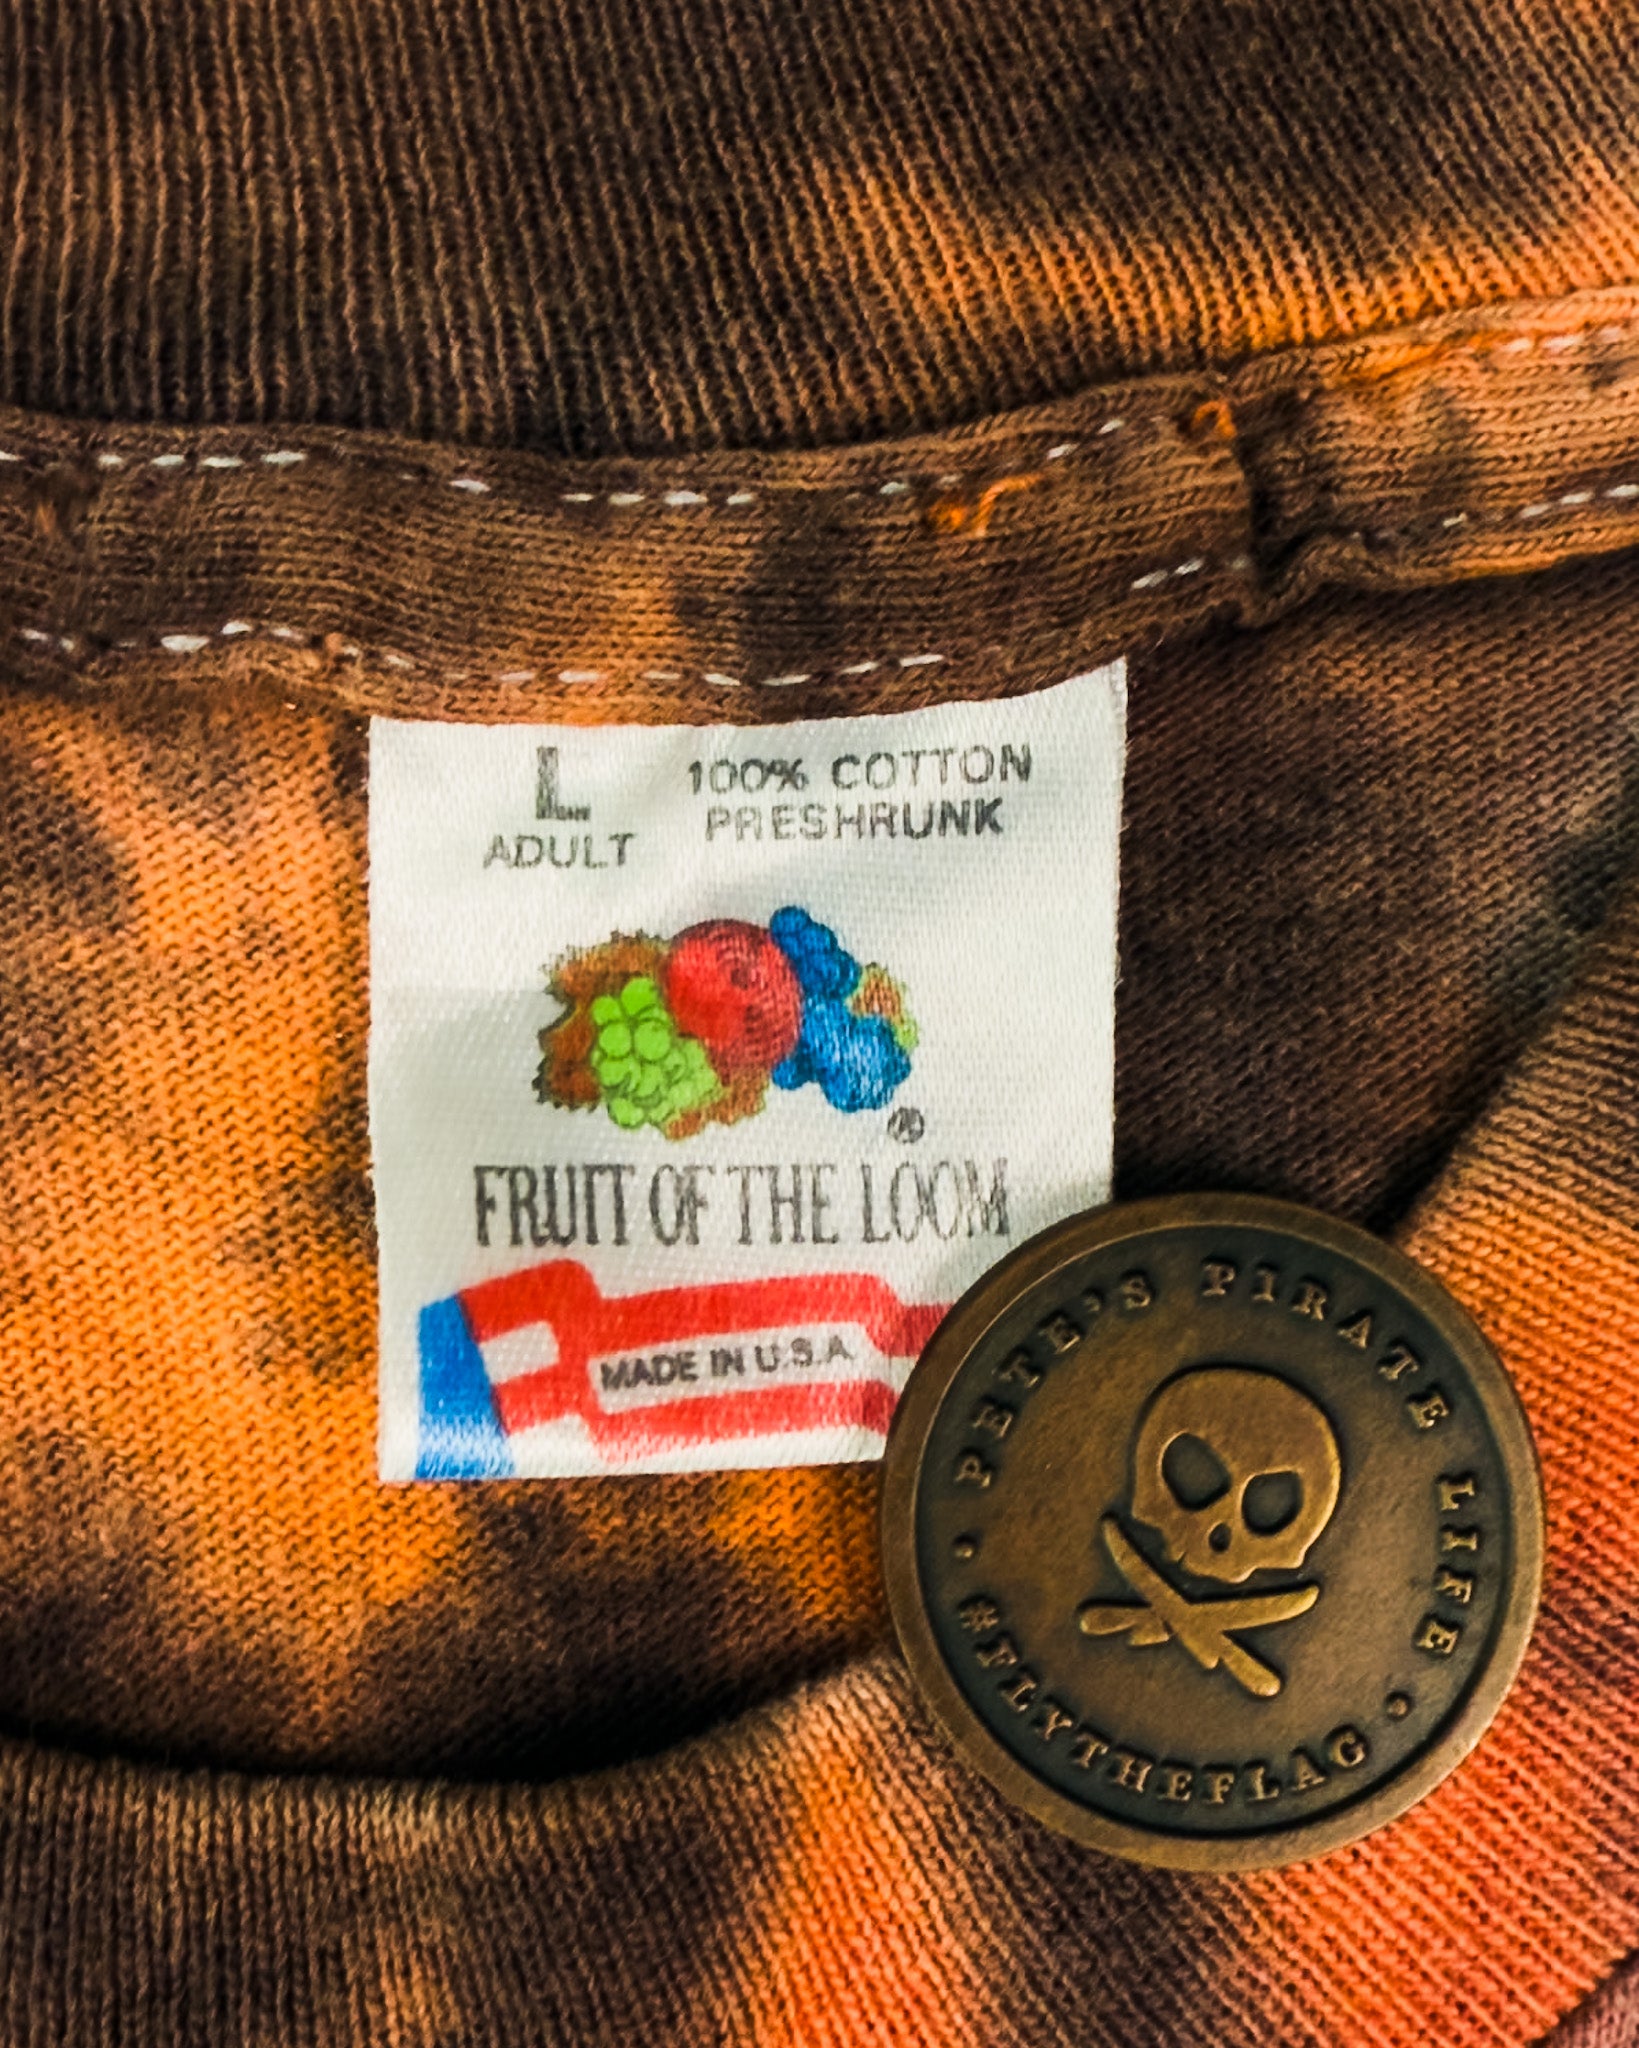 L
ADULT
100% COTTON
PRESHRUNK
®
FRUIT OF THE LOOM
MADE IN U.S.A.
• PETE'S PIRATE LIFE •
#FLYTHEFLAG